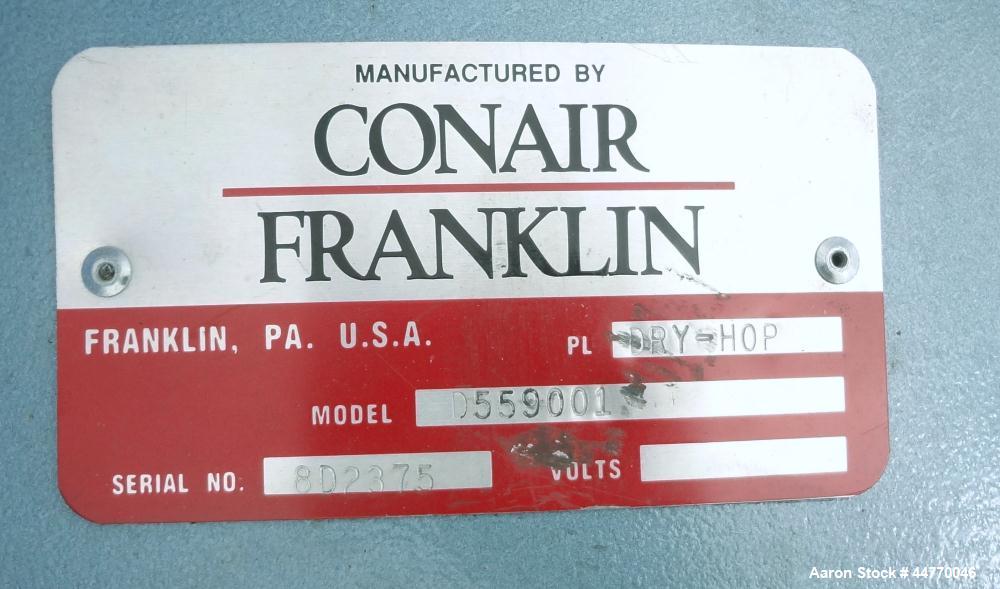 MANUFACTURED BY
CONAIR
FRANKLIN
FRANKLIN, PA. U.S.A.
PL DRY-HOP
MODEL D559001
SERIAL NO. 8D2375
VOLTS
Aaron Stock # 44770046